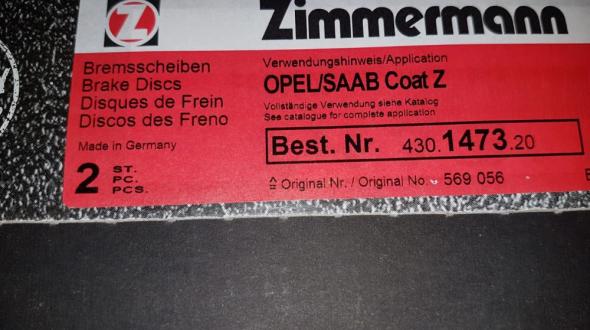 Z
Zimmermann
Bremsscheiben
Brake Discs
Disques de Frein
Discos des Freno
Made in Germany
2 ST.
PC.
PCS.
Verwendungshinweis/Application
OPEL/SAAB Coat Z
Vollständige Verwendung siehe Katalog
See catalogue for complete application
Best. Nr. 430.1473.20
Original Nr. / Original No. 569 056